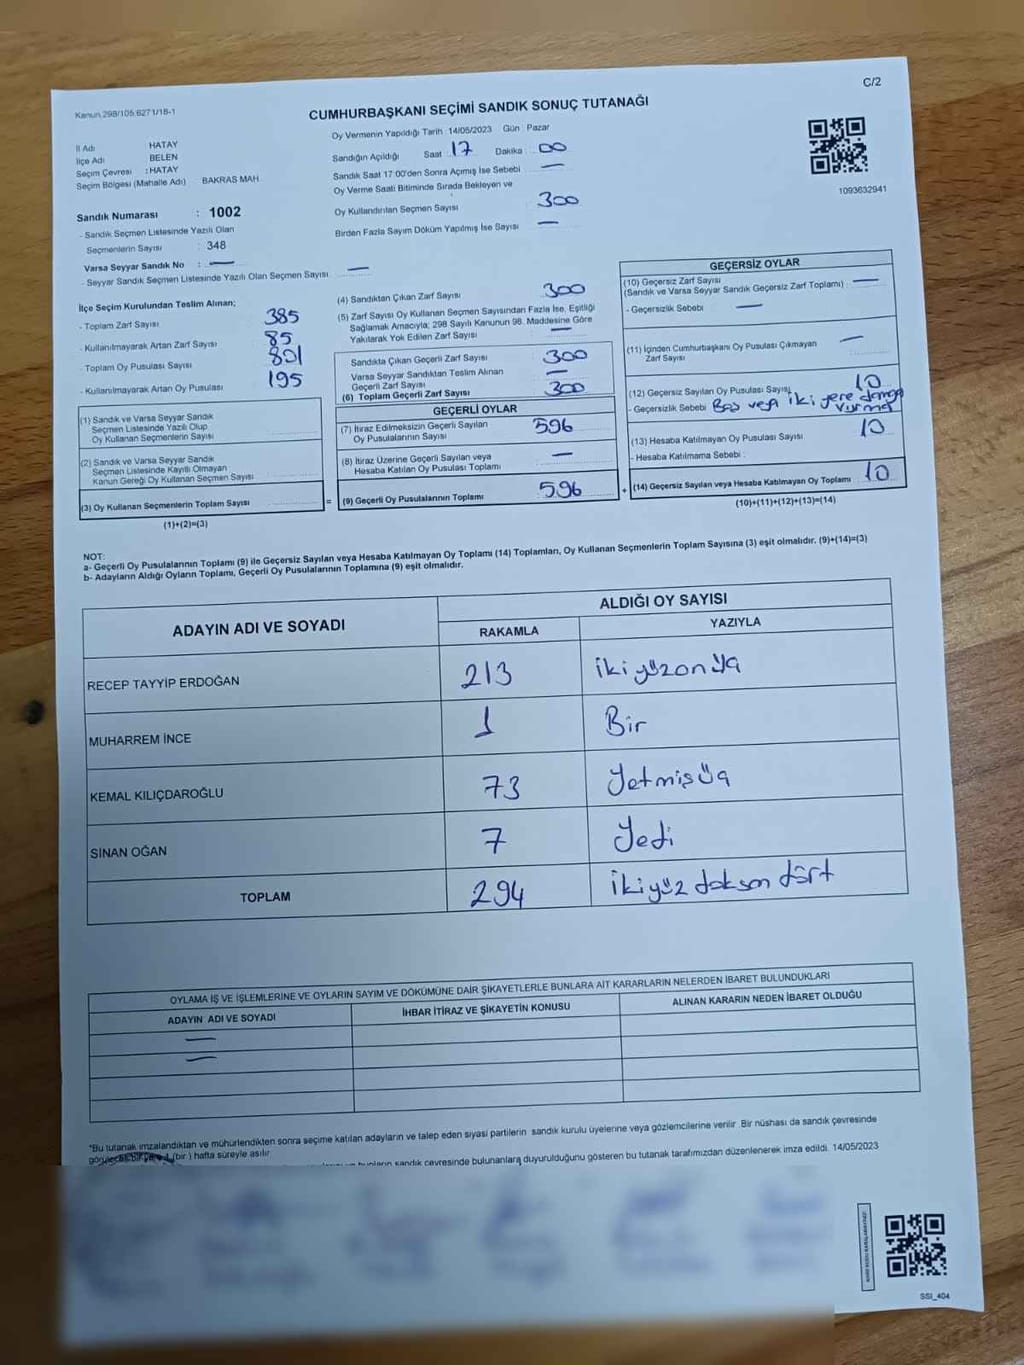 C/2
Kanun 298/105 6271/18-1
CUMHURBAŞKANI SEÇİMİ SANDIK SONUÇ TUTANAĞI
İl Adı HATAY
İlçe Adı BELEN
Seçim Çevresi : HATAY
Seçim Bölgesi (Mahalle Adı) BAKRAS MAH.
Sandık Numarası : 1002
- Sandık Seçmen Listesinde Yazılı Olan
Seçmenlerin Sayısı : 348
Varsa Seyyar Sandık No : —
- Seyyar Sandık Seçmen Listesinde Yazılı Olan Seçmen Sayısı —
Oy Vermenin Yapıldığı Tarih 14/05/2023 Gün Pazar
Sandığın Açıldığı Saat 17 Dakika 00
Sandık Saat 17:00'den Sonra Açımış İse Sebebi —
Oy Verme Saati Bitiminde Sırada Bekleyen ve
Oy Kullandırılan Seçmen Sayısı 300
Birden Fazla Sayım Döküm Yapılmış İse Sayısı —
1093632941
İlçe Seçim Kurulundan Teslim Alınan;
- Toplam Zarf Sayısı 385
- Kullanılmayarak Artan Zarf Sayısı 85
- Toplam Oy Pusulası Sayısı 801
- Kullanılmayarak Artan Oy Pusulası 195
(1) Sandık ve Varsa Seyyar Sandık
Seçmen Listesinde Yazılı Olup
Oy Kullanan Seçmenlerin Sayısı
(2) Sandık ve Varsa Seyyar Sandık
Seçmen Listesinde Kayıtlı Olmayan
Kanun Gereği Oy Kullanan Seçmen Sayısı
(3) Oy Kullanan Seçmenlerin Toplam Sayısı
(1)+(2)=(3)
=
(4) Sandıktan Çıkan Zarf Sayısı 300
(5) Zarf Sayısı Oy Kullanan Seçmen Sayısından Fazla İse, Eşitliği
Sağlamak Amacıyla; 298 Sayılı Kanunun 98. Maddesine Göre
Yakılarak Yok Edilen Zarf Sayısı —
Sandıkta Çıkan Geçerli Zarf Sayısı 300
Varsa Seyyar Sandıktan Teslim Alınan
Geçerli Zarf Sayısı —
(6) Toplam Geçerli Zarf Sayısı 300
GEÇERLİ OYLAR
(7) İtiraz Edilmeksizin Geçerli Sayılan
Oy Pusulalarının Sayısı 596
(8) İtiraz Üzerine Geçerli Sayılan veya
Hesaba Katılan Oy Pusulası Toplamı —
(9) Geçerli Oy Pusulalarının Toplamı 596
+
GEÇERSİZ OYLAR
(10) Geçersiz Zarf Sayısı
(Sandık ve Varsa Seyyar Sandık Geçersiz Zarf Toplamı) : —
- Geçersizlik Sebebi : —
(11) İçinden Cumhurbaşkanı Oy Pusulası Çıkmayan
Zarf Sayısı —
(12) Geçersiz Sayılan Oy Pusulası Sayısı 10
- Geçersizlik Sebebi Boş veya iki yere damga
vurma
(13) Hesaba Katılmayan Oy Pusulası Sayısı 10
- Hesaba Katılmama Sebebi :
(14) Geçersiz Sayılan veya Hesaba Katılmayan Oy Toplamı 10
(10)+(11)+(12)+(13)=(14)
NOT:
a- Geçerli Oy Pusulalarının Toplamı (9) ile Geçersiz Sayılan veya Hesaba Katılmayan Oy Toplamı (14) Toplamları, Oy Kullanan Seçmenlerin Toplam Sayısına (3) eşit olmalıdır. (9)+(14)=(3)
b- Adayların Aldığı Oyların Toplamı, Geçerli Oy Pusulalarının Toplamına (9) eşit olmalıdır.
ADAYIN ADI VE SOYADI
ALDIĞI OY SAYISI
RAKAMLA YAZIYLA
RECEP TAYYİP ERDOĞAN 213 ikiyüzonüç
MUHARREM İNCE 1 Bir
KEMAL KILIÇDAROĞLU 73 Yetmişüç
SİNAN OĞAN 7 Yedi
TOPLAM 294 ikiyüz doksan dört
OYLAMA İŞ VE İŞLEMLERİNE VE OYLARIN SAYIM VE DÖKÜMÜNE DAİR ŞİKAYETLERLE BUNLARA AİT KARARLARIN NELERDEN İBARET BULUNDUKLARI
ADAYIN ADI VE SOYADI İHBAR İTİRAZ VE ŞİKAYETİN KONUSU ALINAN KARARIN NEDEN İBARET OLDUĞU
—
—
"Bu tutanak imzalandıktan ve mühürlendikten sonra seçime katılan adayların ve talep eden siyasi partilerin sandık kurulu üyelerine veya gözlemcilerine verilir. Bir nüshası da sandık çevresinde
görülecek bir yere 1 (bir ) hafta süreyle asılır
sandık çevresinde bulunanlara duyurulduğunu gösteren bu tutanak tarafımızdan düzenlenerek imza edildi. 14/05/2023
SSI_404